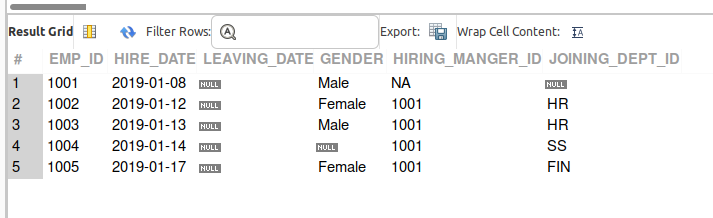 Result Grid Filter Rows: Export: Wrap Cell Content: IA
# EMP_ID HIRE_DATE LEAVING_DATE GENDER HIRING_MANGER_ID JOINING_DEPT_ID
1 1001 2019-01-08 NULL Male NA NULL
2 1002 2019-01-12 NULL Female 1001 HR
3 1003 2019-01-13 NULL Male 1001 HR
4 1004 2019-01-14 NULL NULL 1001 SS
5 1005 2019-01-17 NULL Female 1001 FIN